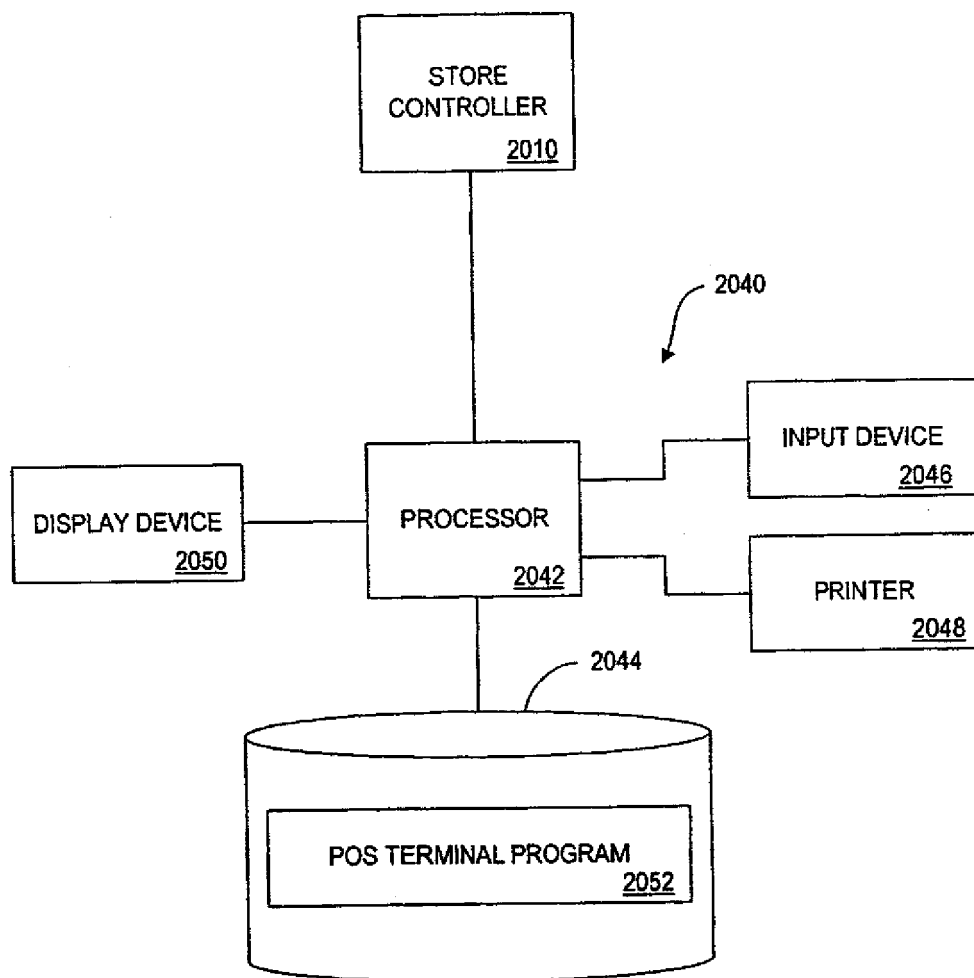 STORE
CONTROLLER
2010
2040
INPUT DEVICE
2046
DISPLAY DEVICE
2050
PROCESSOR
2042
PRINTER
2048
2044
POS TERMINAL PROGRAM
2052